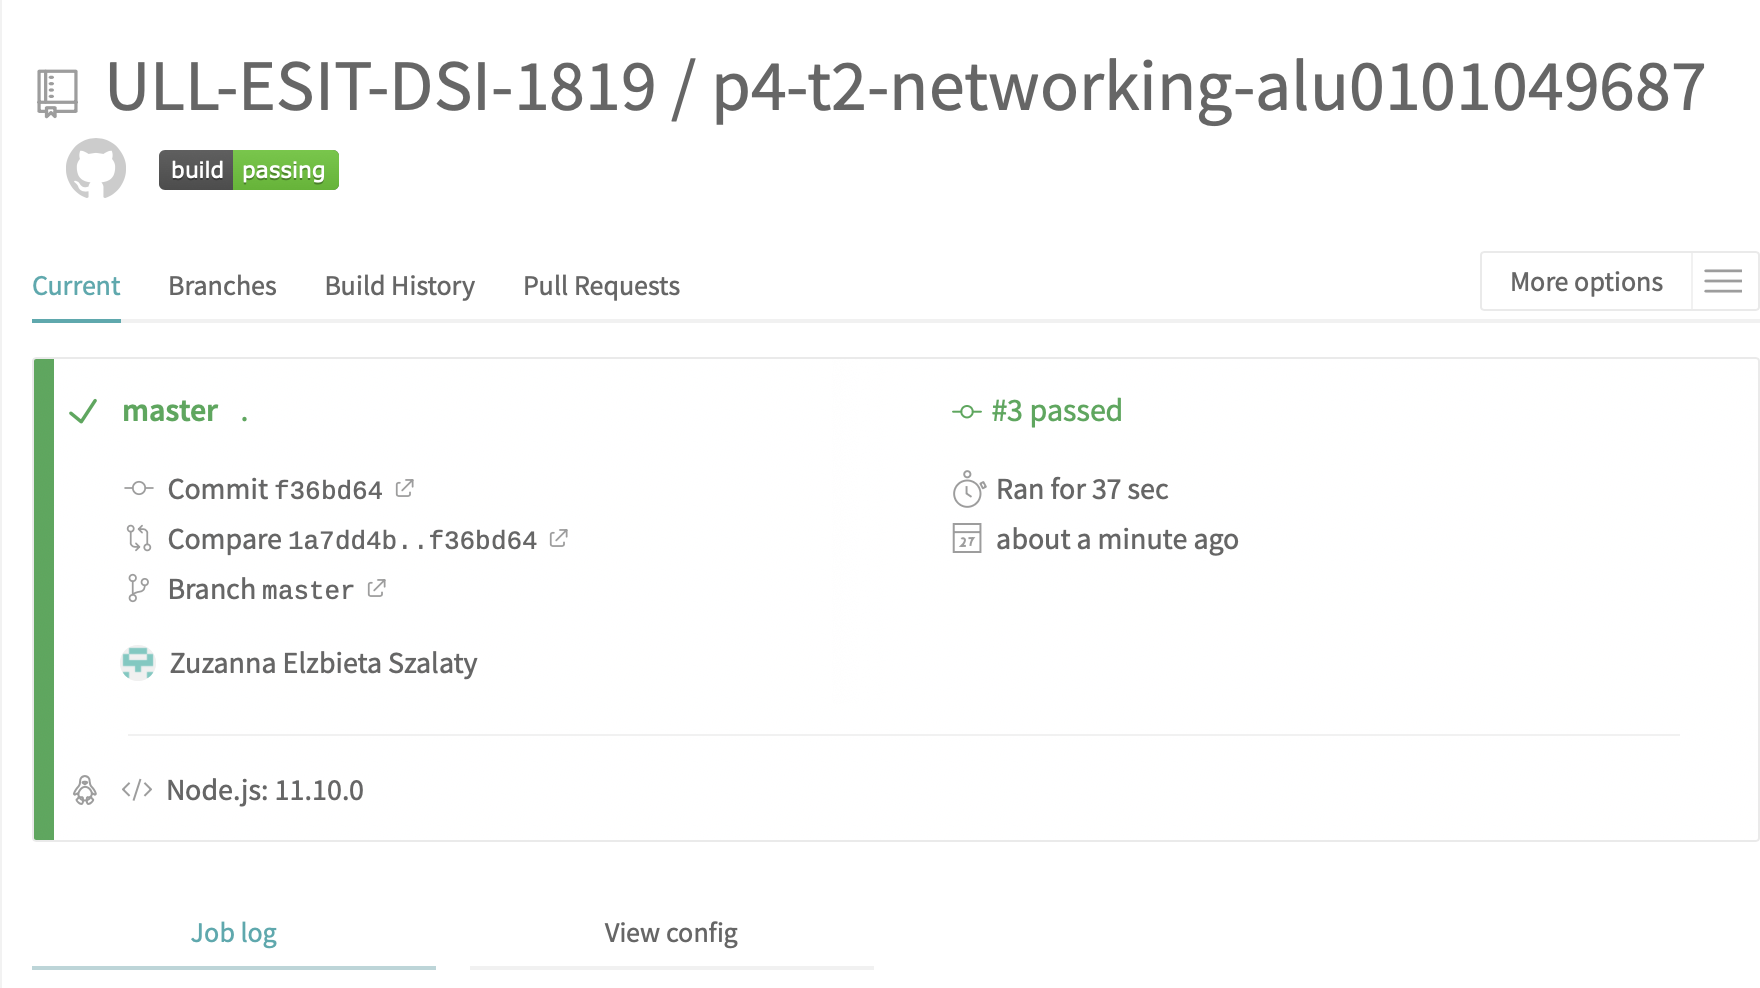 ULL-ESIT-DSI-1819 / p4-t2-networking-alu0101049687
build passing
Current Branches Build History Pull Requests More options
master .
#3 passed
Commit f36bd64
Ran for 37 sec
Compare 1a7dd4b..f36bd64
27 about a minute ago
Branch master
Zuzanna Elzbieta Szalaty
</> Node.js: 11.10.0
Job log View config